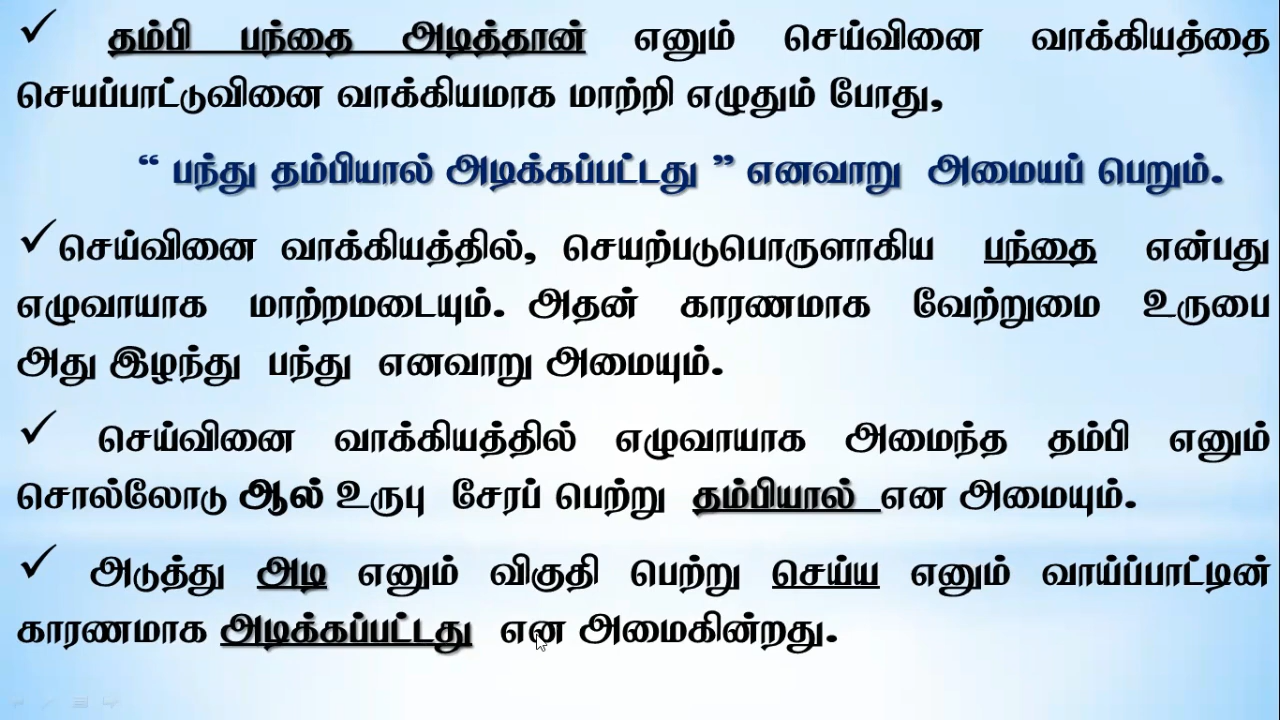 ✓ தம்பி பந்தை அடித்தான் எனும் செய்வினை வாக்கியத்தை
செயப்பாட்டுவினை வாக்கியமாக மாற்றி எழுதும் போது,
“ பந்து தம்பியால் அடிக்கப்பட்டது ” எனவாறு அமையப் பெறும்.
✓ செய்வினை வாக்கியத்தில், செயற்படுபொருளாகிய பந்தை என்பது
எழுவாயாக மாற்றமடையும். அதன் காரணமாக வேற்றுமை உருபை
அது இழந்து பந்து எனவாறு அமையும்.
✓ செய்வினை வாக்கியத்தில் எழுவாயாக அமைந்த தம்பி எனும்
சொல்லோடு ஆல் உருபு சேரப் பெற்று தம்பியால் என அமையும்.
✓ அடுத்து அடி எனும் விகுதி பெற்று செய்ய எனும் வாய்ப்பாட்டின்
காரணமாக அடிக்கப்பட்டது என அமைகின்றது.